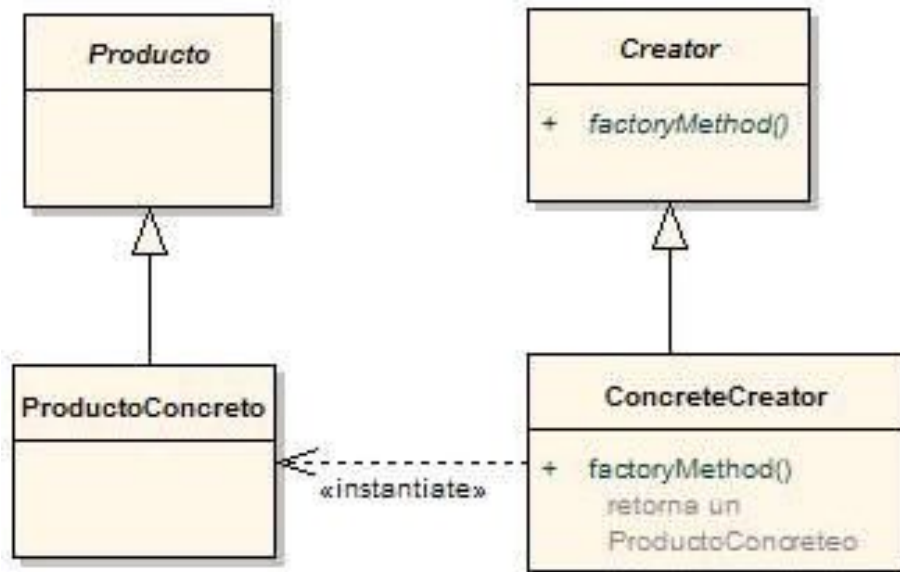 Producto
Creator
+ factoryMethod()
ProductoConcreto
ConcreteCreator
+ factoryMethod()
retorna un
ProductoConcreteo
«instantiate»